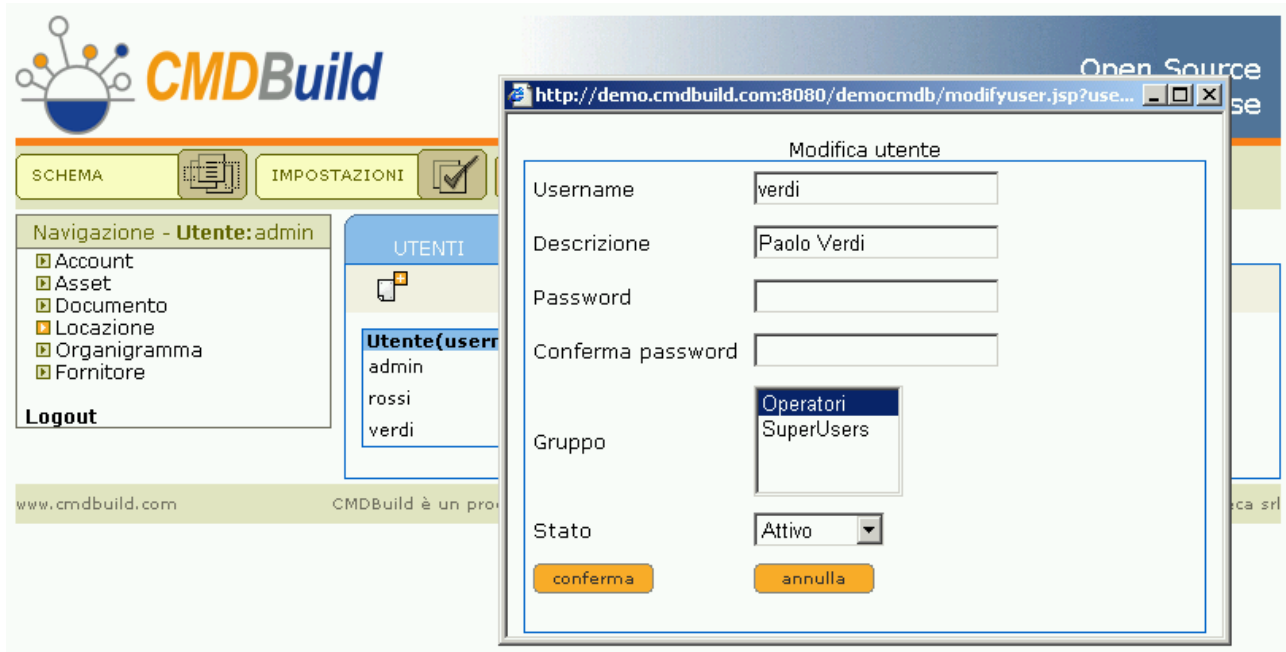 CMDBuild
Open Source
se
SCHEMA
IMPOSTAZIONI
Navigazione - Utente:admin
Account
Asset
Documento
Locazione
Organigramma
Fornitore
Logout
UTENTI
Utente(usern
admin
rossi
verdi
www.cmdbuild.com
CMDBuild è un pro
eca srl
http://demo.cmdbuild.com:8080/democmdb/modifyuser.jsp?use...
Modifica utente
Username verdi
Descrizione Paolo Verdi
Password
Conferma password
Gruppo
Operatori
SuperUsers
Stato Attivo
conferma annulla